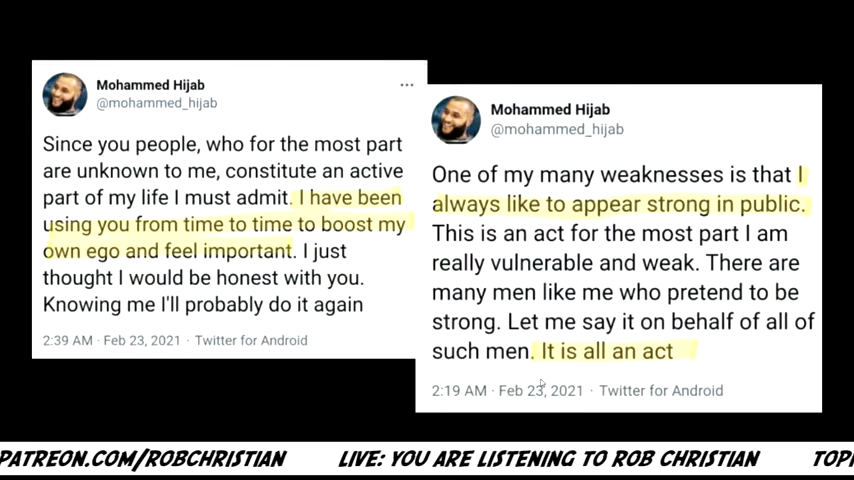 Mohammed Hijab
@mohammed_hijab
Since you people, who for the most part
are unknown to me, constitute an active
part of my life I must admit. I have been
using you from time to time to boost my
own ego and feel important. I just
thought I would be honest with you.
Knowing me I'll probably do it again
2:39 AM · Feb 23, 2021 · Twitter for Android
Mohammed Hijab
@mohammed_hijab
One of my many weaknesses is that I
always like to appear strong in public.
This is an act for the most part I am
really vulnerable and weak. There are
many men like me who pretend to be
strong. Let me say it on behalf of all of
such men. It is all an act
2:19 AM · Feb 23, 2021 · Twitter for Android
PATREON.COM/ROBCHRISTIAN LIVE: YOU ARE LISTENING TO ROB CHRISTIAN TOPI